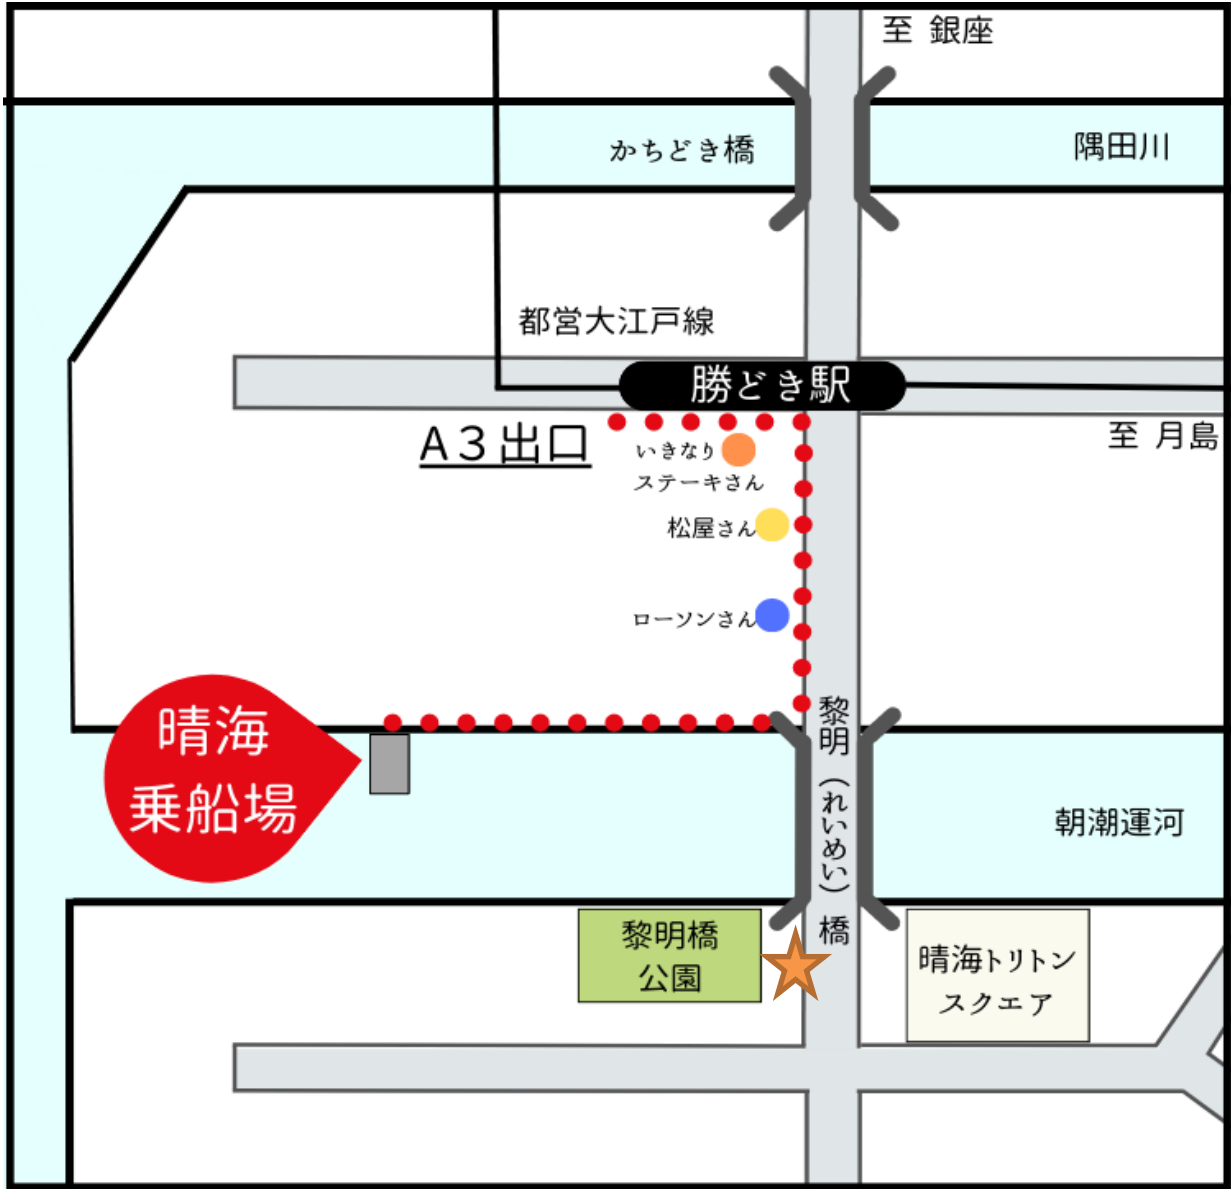 至 銀座
かちどき橋
隅田川
都営大江戸線
勝どき駅
A3出口
至 月島
いきなり
ステーキさん
松屋さん
ローソンさん
晴海
乗船場
黎明（れいめい）橋
朝潮運河
黎明橋
公園
晴海トリトン
スクエア